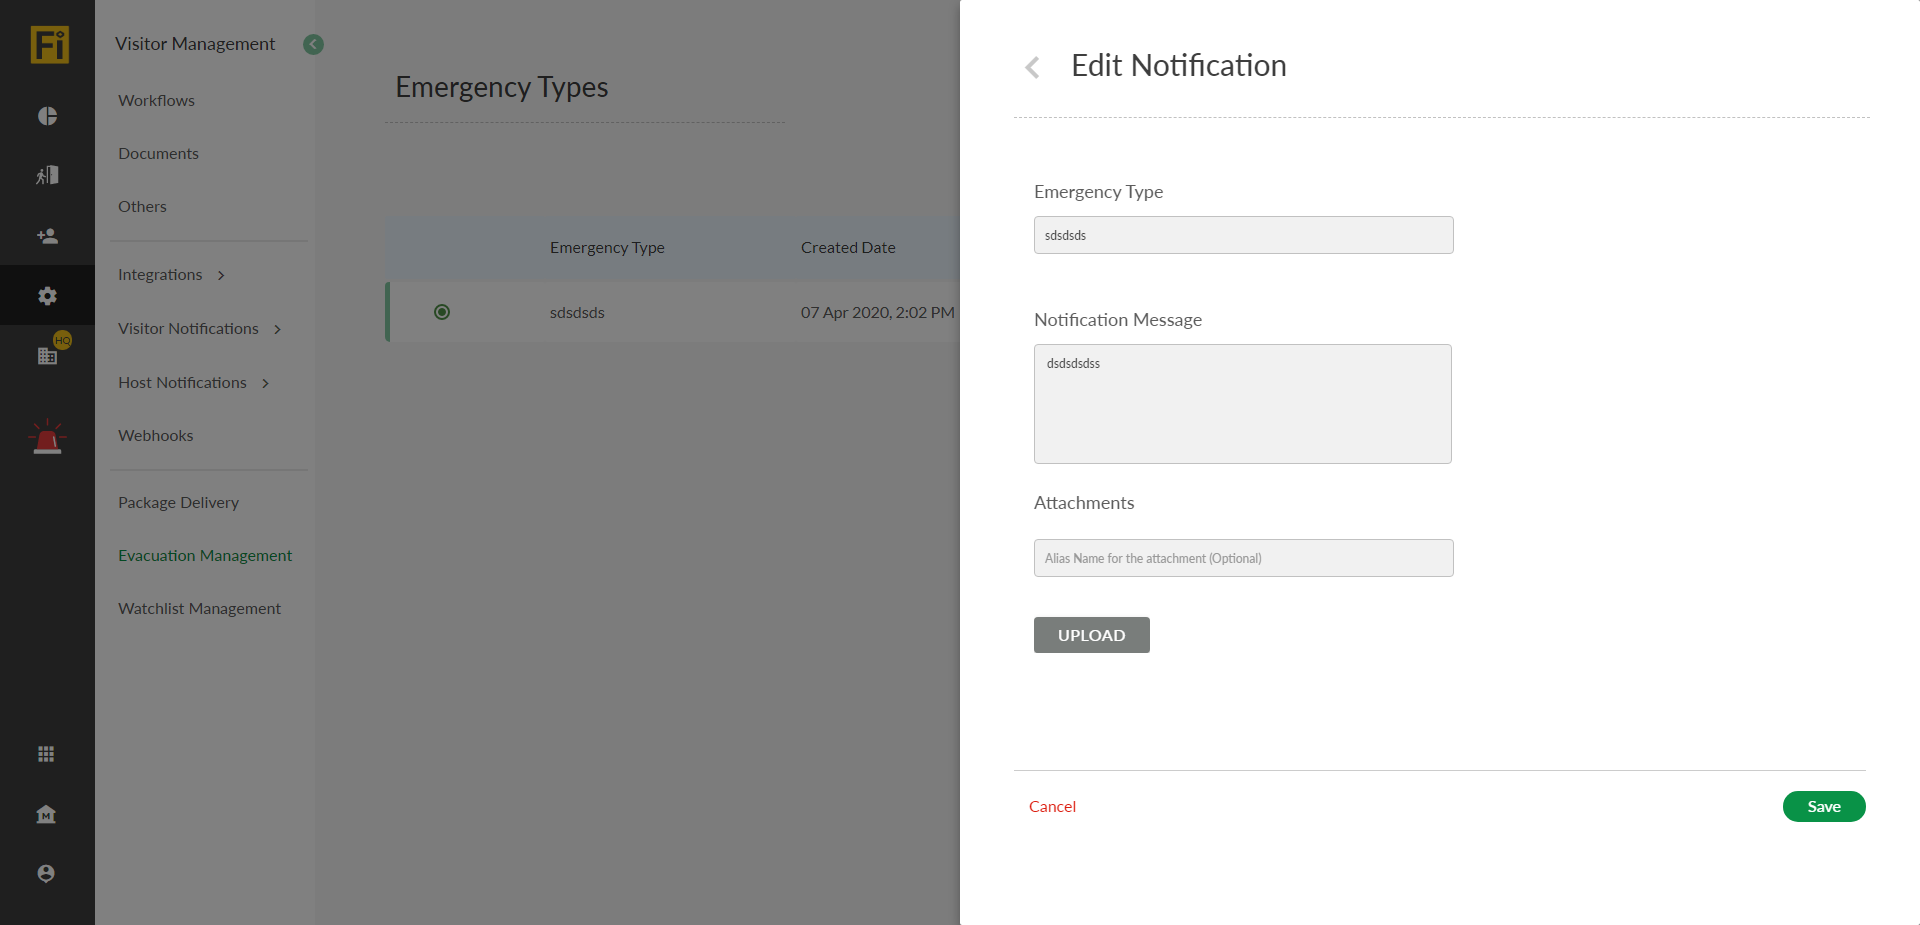 Fi
HQ
M
Visitor Management
Workflows
Documents
Others
Integrations
Visitor Notifications
Host Notifications
Webhooks
Package Delivery
Evacuation Management
Watchlist Management
Emergency Types
Emergency Type Created Date
sdsdsds 07 Apr 2020, 2:02 PM
Edit Notification
Emergency Type
sdsdsds
Notification Message
dsdsdsdss
Attachments
Alias Name for the attachment (Optional)
UPLOAD
Cancel
Save